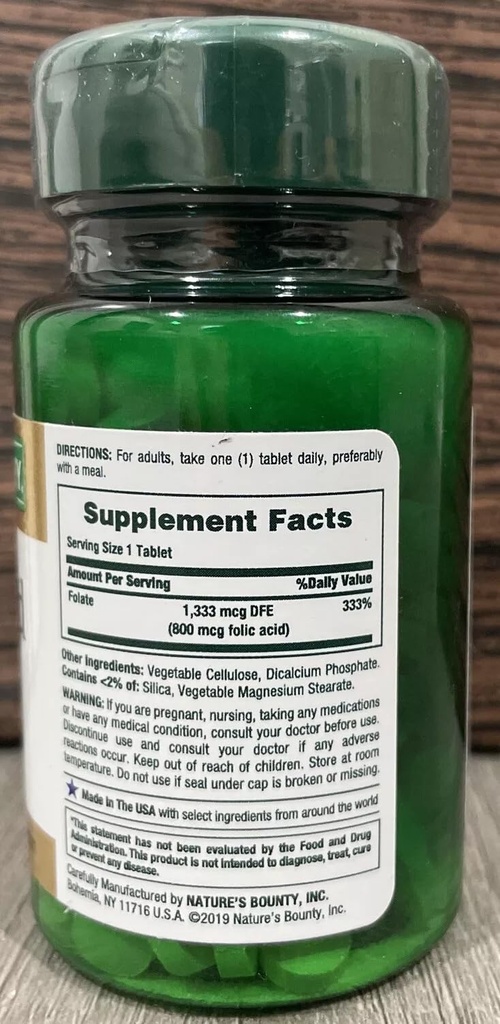 DIRECTIONS: For adults, take one (1) tablet daily, preferably
with a meal.
Supplement Facts
Serving Size 1 Tablet
Amount Per Serving %Daily Value
Folate 1,333 mcg DFE 333%
(800 mcg folic acid)
Other Ingredients: Vegetable Cellulose, Dicalcium Phosphate.
Contains <2% of: Silica, Vegetable Magnesium Stearate.
WARNING: If you are pregnant, nursing, taking any medications
or have any medical condition, consult your doctor before use.
Discontinue use and consult your doctor if any adverse
reactions occur. Keep out of reach of children. Store at room
temperature. Do not use if seal under cap is broken or missing.
Made in The USA with select ingredients from around the world
*This statement has not been evaluated by the Food and Drug
Administration. This product is not intended to diagnose, treat, cure
or prevent any disease.
Carefully Manufactured by NATURE'S BOUNTY, INC.
Bohemia, NY 11716 U.S.A. ©2019 Nature's Bounty, Inc.